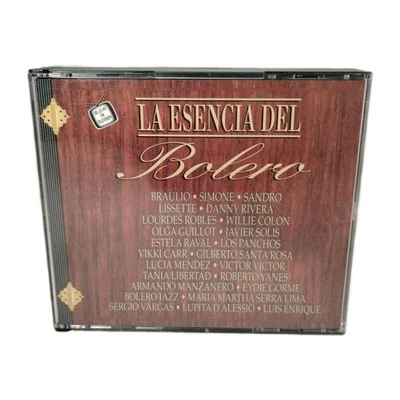 LA ESENCIA DEL
Bolero
BRAULIO • SIMONE • SANDRO
LISSETTE • DANNY RIVERA
LOURDES ROBLES • WILLIE COLON
OLGA GUILLOT • JAVIER SOLIS
ESTELA RAVAL • LOS PANCHOS
VIKKI CARR • GILBERTO SANTA ROSA
LUCIA MENDEZ • VICTOR VICTOR
TANIA LIBERTAD • ROBERTO YANES
ARMANDO MANZANERO • EYDIE GORME
BOLERO JAZZ • MARIA MARTHA SERRA LIMA
SERGIO VARGAS • LUPITA D'ALESSIO • LUIS ENRIQUE